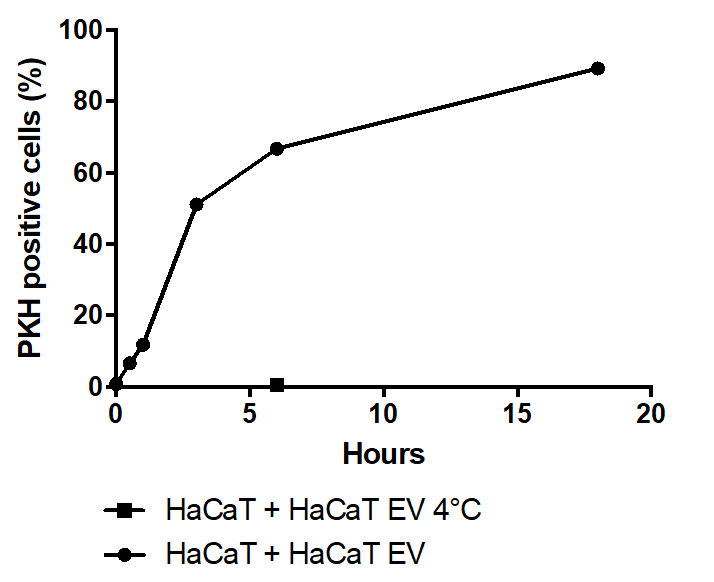 100
80
60
40
20
0
PKH positive cells (%)
0 5 10 15 20
Hours
HaCaT + HaCaT EV 4°C
HaCaT + HaCaT EV